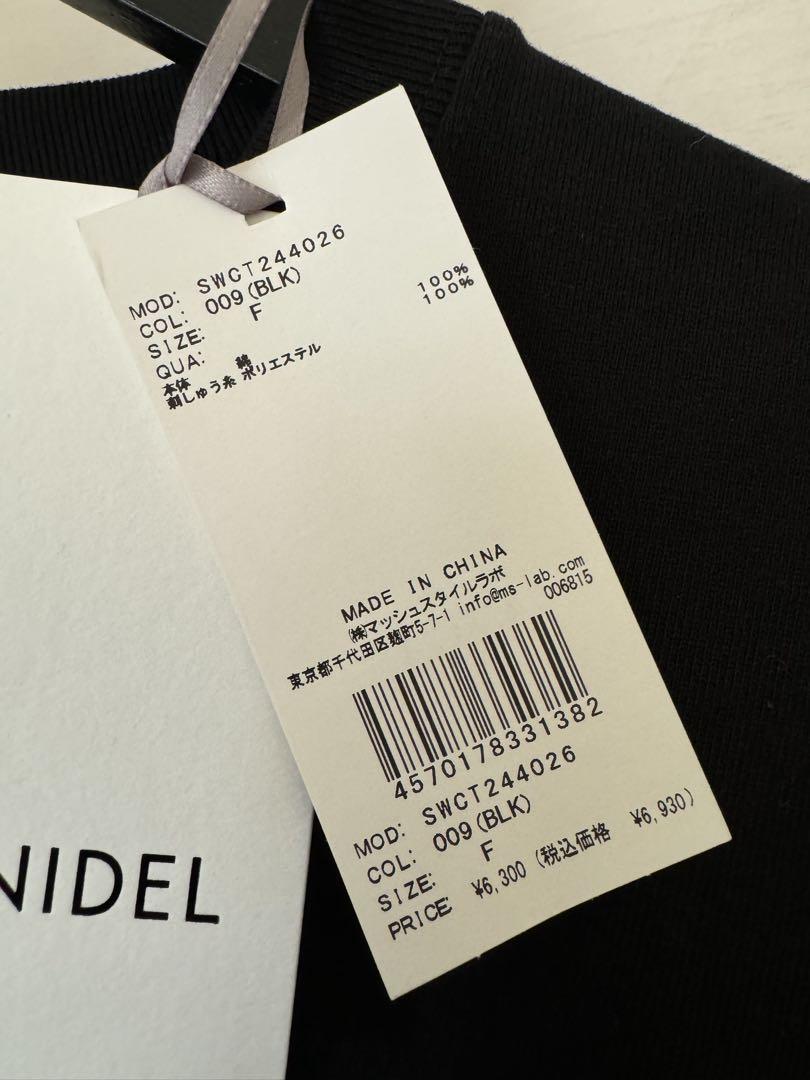 MOD: SWCT244026
COL: 009(BLK)
SIZE: F
QUA:
本体 綿 100%
刺しゅう糸 ポリエステル 100%
MADE IN CHINA
㈱マッシュスタイルラボ
東京都千代田区麹町5-7-1 info@ms-lab.com
006815
4570178331382
MOD: SWCT244026
COL: 009(BLK)
SIZE: F
PRICE: ¥6,300 (税込価格 ¥6,930)
NIDEL